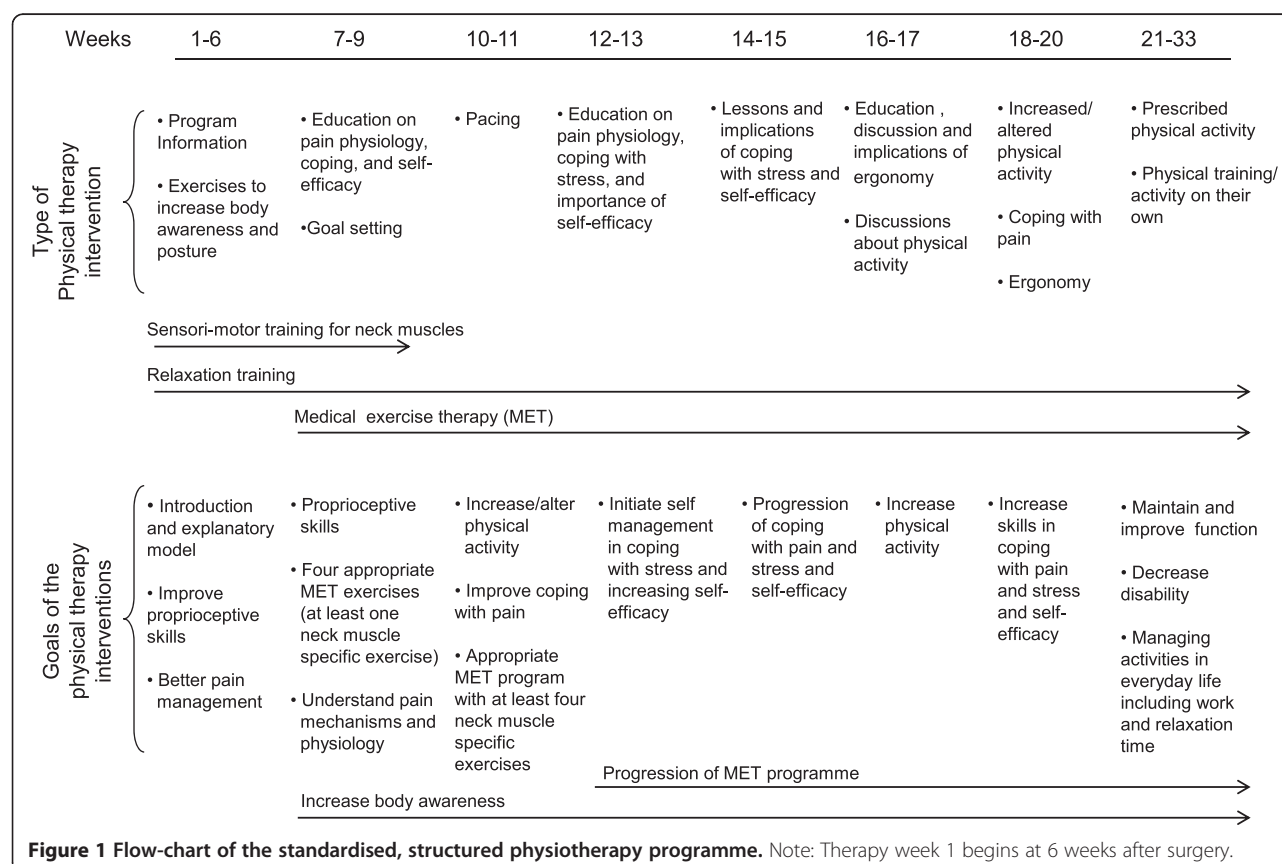 Weeks 1-6 7-9 10-11 12-13 14-15 16-17 18-20 21-33
Type of
Physical therapy
intervention
• Program
Information
• Exercises to
increase body
awareness and
posture
• Education on
pain physiology,
coping, and self-
efficacy
•Goal setting
• Pacing
• Education on
pain physiology,
coping with
stress, and
importance of
self-efficacy
• Lessons and
implications
of coping
with stress and
self-efficacy
• Education ,
discussion and
implications of
ergonomy
• Discussions
about physical
activity
• Increased/
altered
physical
activity
• Coping with
pain
• Ergonomy
• Prescribed
physical activity
• Physical training/
activity on their
own
Sensori-motor training for neck muscles
Relaxation training
Medical exercise therapy (MET)
Goals of the
physical therapy
interventions
• Introduction
and explanatory
model
• Improve
proprioceptive
skills
• Better pain
management
• Proprioceptive
skills
• Four appropriate
MET exercises
(at least one
neck muscle
specific exercise)
• Understand pain
mechanisms and
physiology
• Increase/alter
physical
activity
• Improve coping
with pain
• Appropriate
MET program
with at least four
neck muscle
specific
exercises
• Initiate self
management
in coping
with stress and
increasing self-
efficacy
• Progression
of coping
with pain and
stress and
self-efficacy
• Increase
physical
activity
• Increase
skills in
coping
with pain
and stress
and self-
efficacy
• Maintain and
improve function
• Decrease
disability
• Managing
activities in
everyday life
including work
and relaxation
time
Progression of MET programme
Increase body awareness
Figure 1 Flow-chart of the standardised, structured physiotherapy programme. Note: Therapy week 1 begins at 6 weeks after surgery.